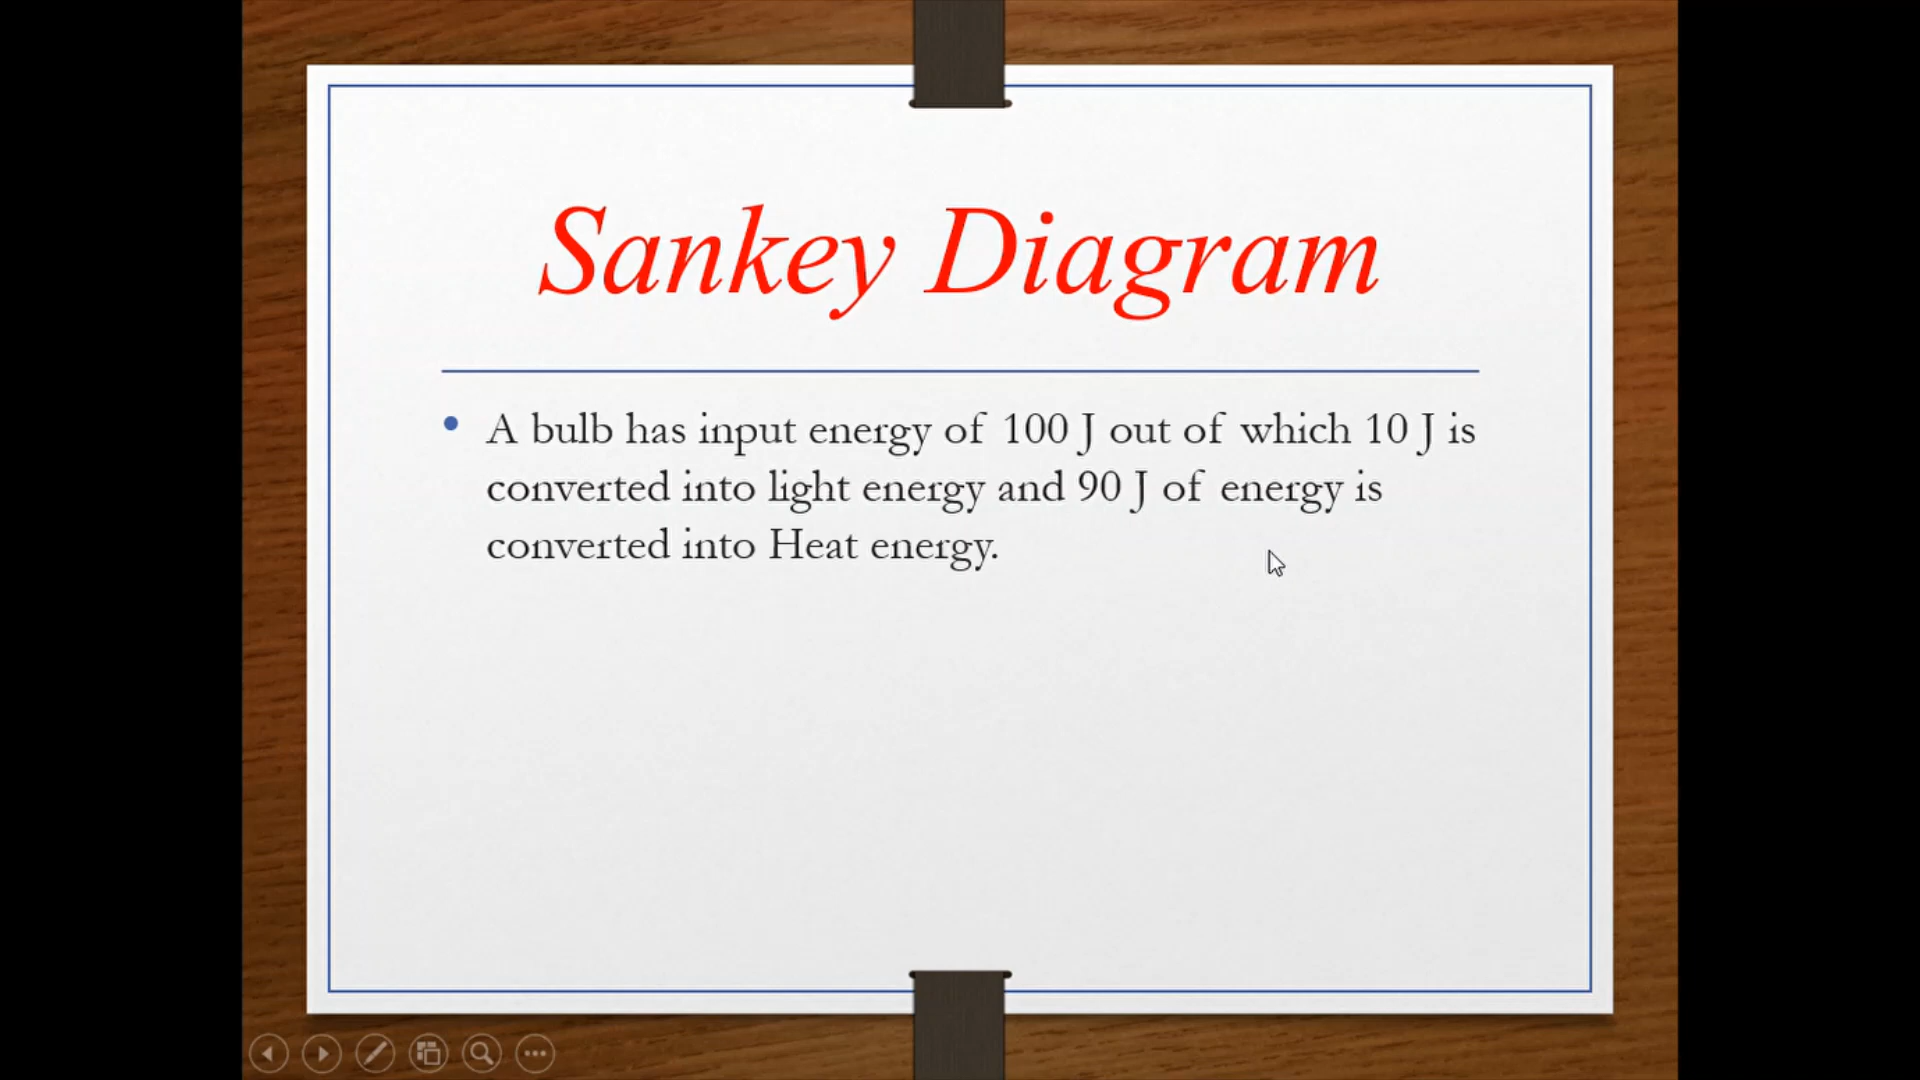 Sankey Diagram
• A bulb has input energy of 100 J out of which 10 J is
converted into light energy and 90 J of energy is
converted into Heat energy.